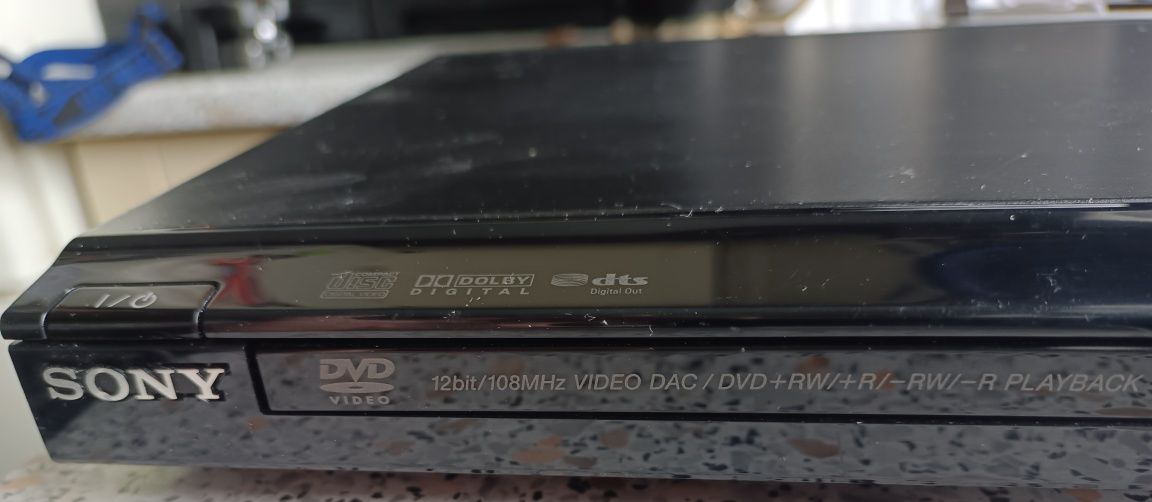 COMPACT
disc
DIGITAL VIDEO
DOLBY
DIGITAL
dts
Digital Out
I/⏻
SONY
DVD
VIDEO
12bit/108MHz VIDEO DAC / DVD+RW/+R/-RW/-R PLAYBACK